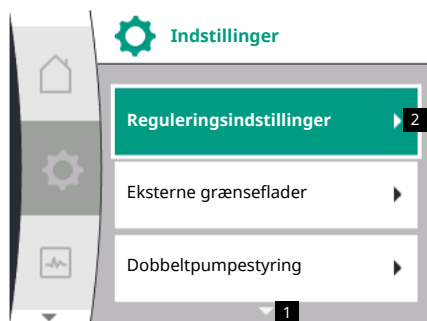 Indstillinger
Reguleringsindstillinger
2
Eksterne grænseflader
Dobbeltpumpestyring
1